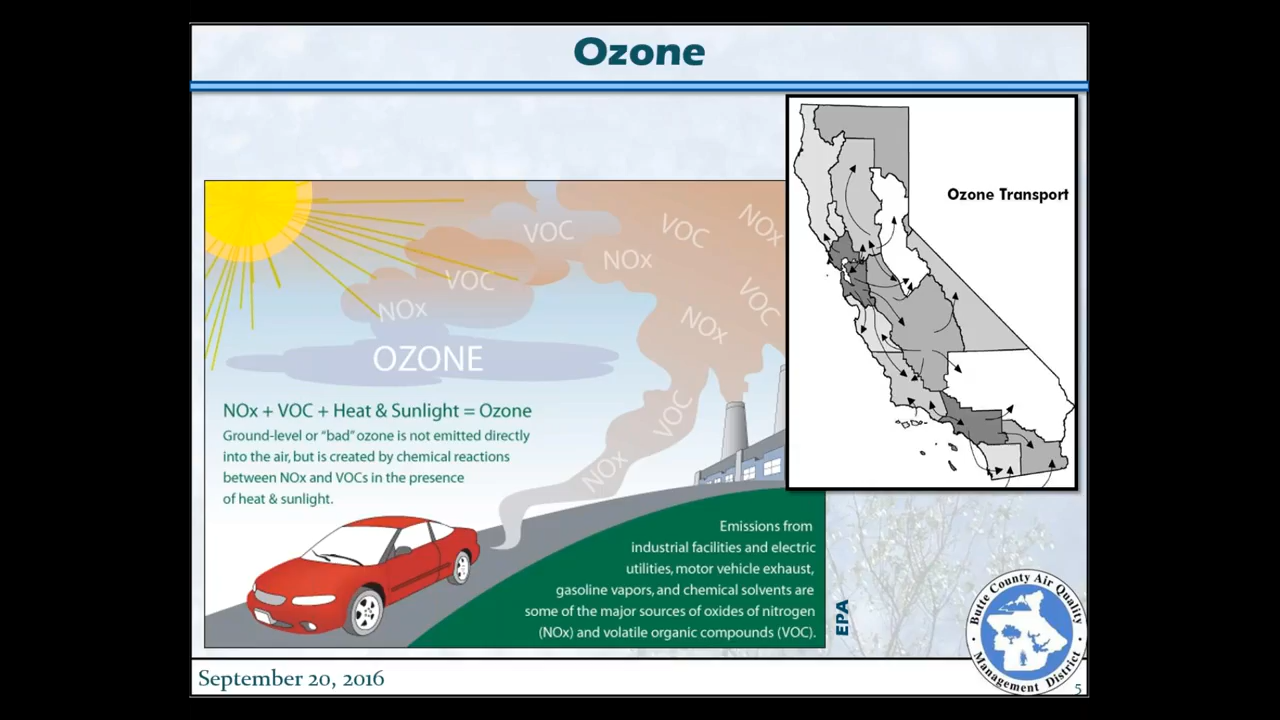 Ozone
Ozone Transport
VOC
VOC
NOx
NOx
VOC
VOC
NOx
NOx
OZONE
VOC
NOx
NOx + VOC + Heat & Sunlight = Ozone
Ground-level or “bad” ozone is not emitted directly
into the air, but is created by chemical reactions
between NOx and VOCs in the presence
of heat & sunlight.
Emissions from
industrial facilities and electric
utilities, motor vehicle exhaust,
gasoline vapors, and chemical solvents are
some of the major sources of oxides of nitrogen
(NOx) and volatile organic compounds (VOC).
EPA
Butte County Air Quality
Management District
September 20, 2016
5